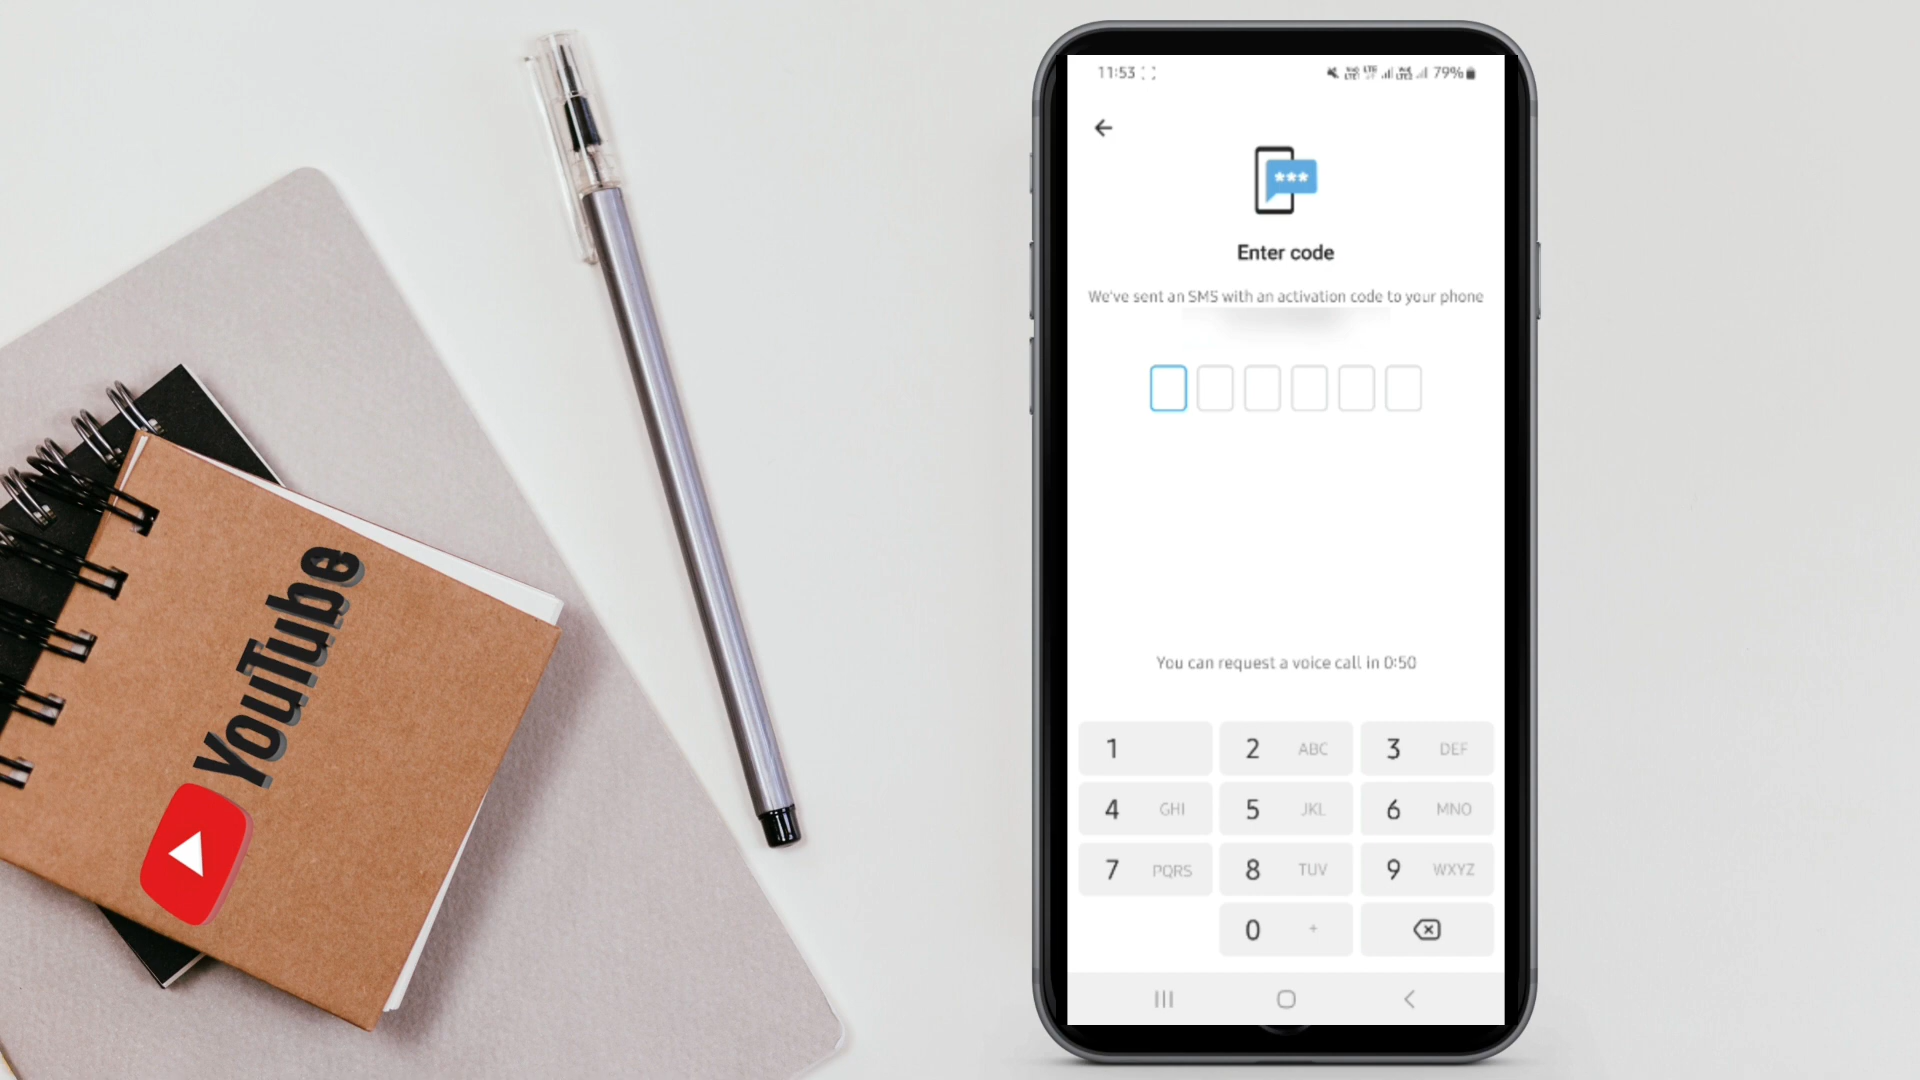 YouTube
11:53
79%
***
Enter code
We've sent an SMS with an activation code to your phone
You can request a voice call in 0:50
1
2 ABC
3 DEF
4 GHI
5 JKL
6 MNO
7 PQRS
8 TUV
9 WXYZ
0 +